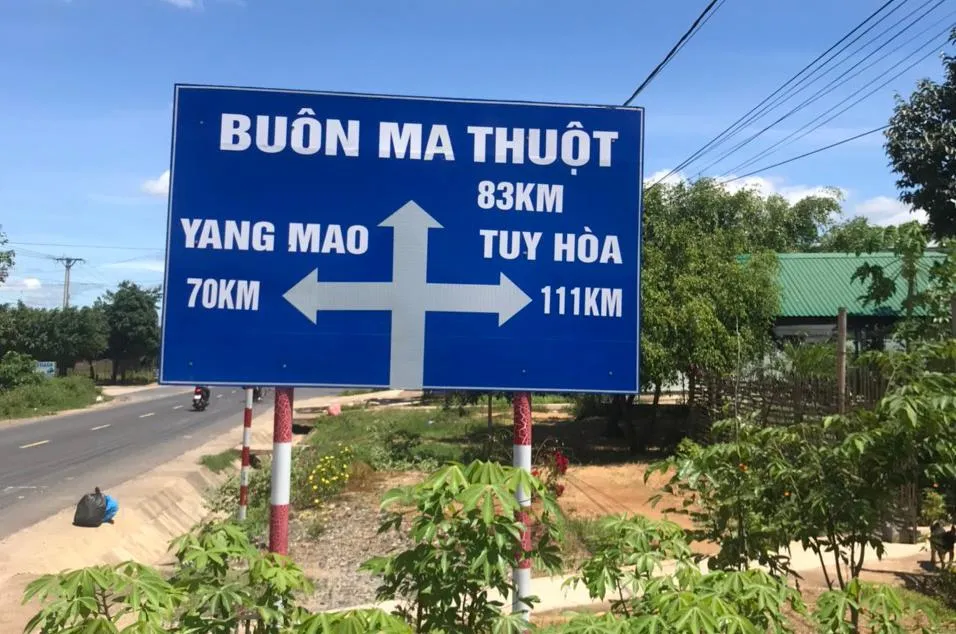 BUÔN MA THUỘT
83KM
YANG MAO
70KM
TUY HÒA
111KM